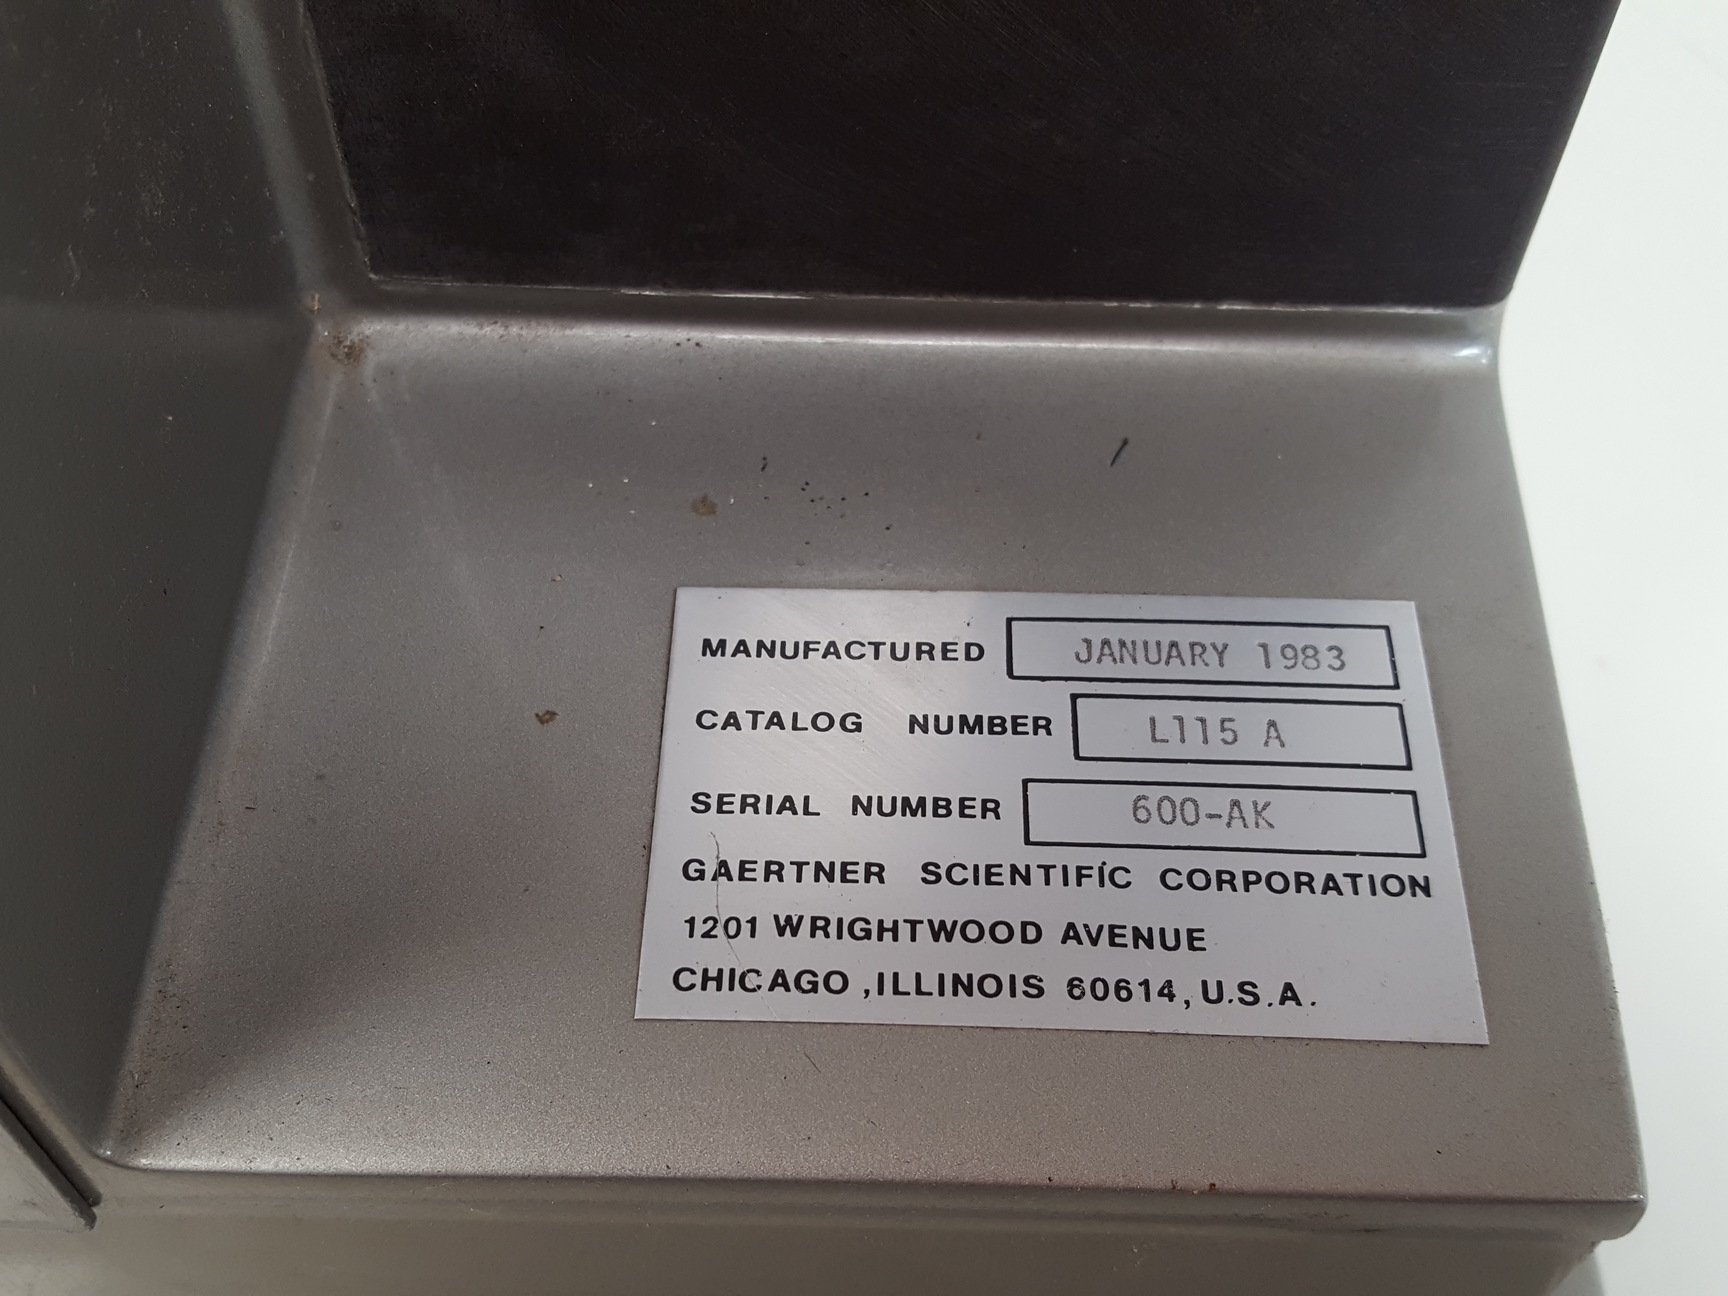 MANUFACTURED JANUARY 1983
CATALOG NUMBER L115 A
SERIAL NUMBER 600-AK
GAERTNER SCIENTIFIC CORPORATION
1201 WRIGHTWOOD AVENUE
CHICAGO ,ILLINOIS 60614, U.S.A.